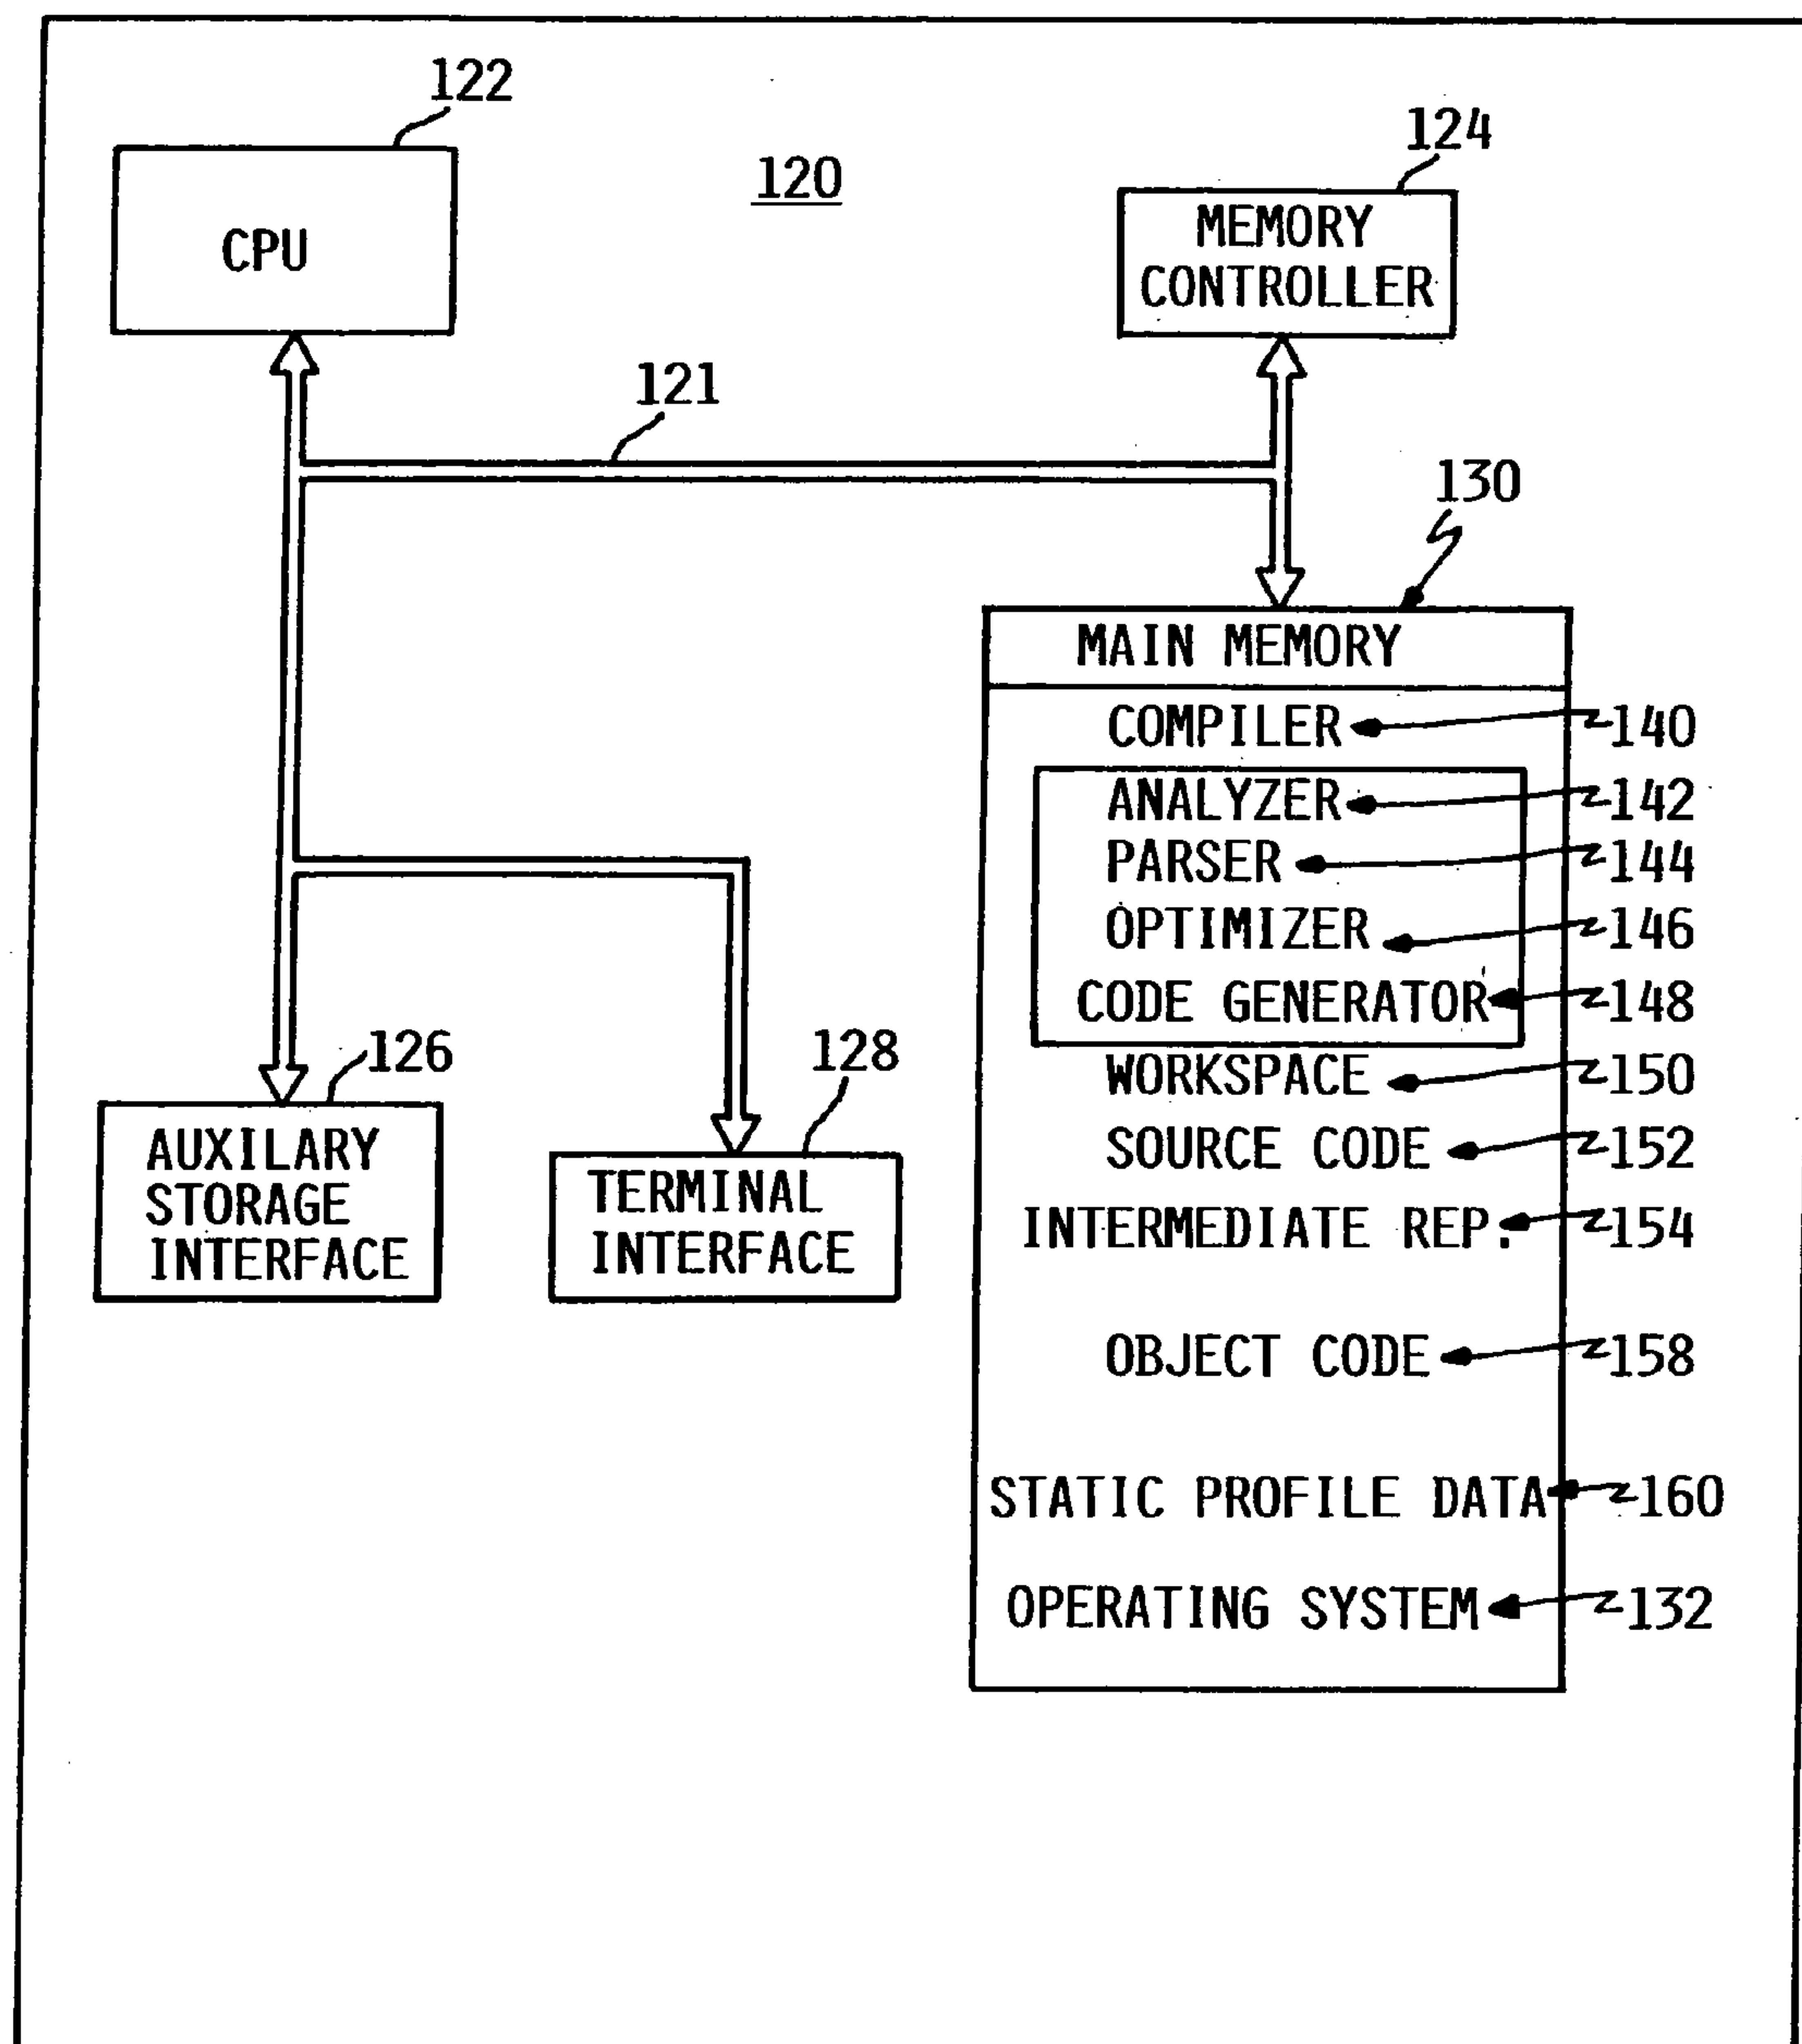 122
120
124
CPU
MEMORY
CONTROLLER
121
130
MAIN MEMORY
COMPILER 140
ANALYZER 142
PARSER 144
OPTIMIZER 146
CODE GENERATOR 148
WORKSPACE 150
SOURCE CODE 152
INTERMEDIATE REP. 154
OBJECT CODE 158
STATIC PROFILE DATA 160
OPERATING SYSTEM 132
126
AUXILARY
STORAGE
INTERFACE
128
TERMINAL
INTERFACE